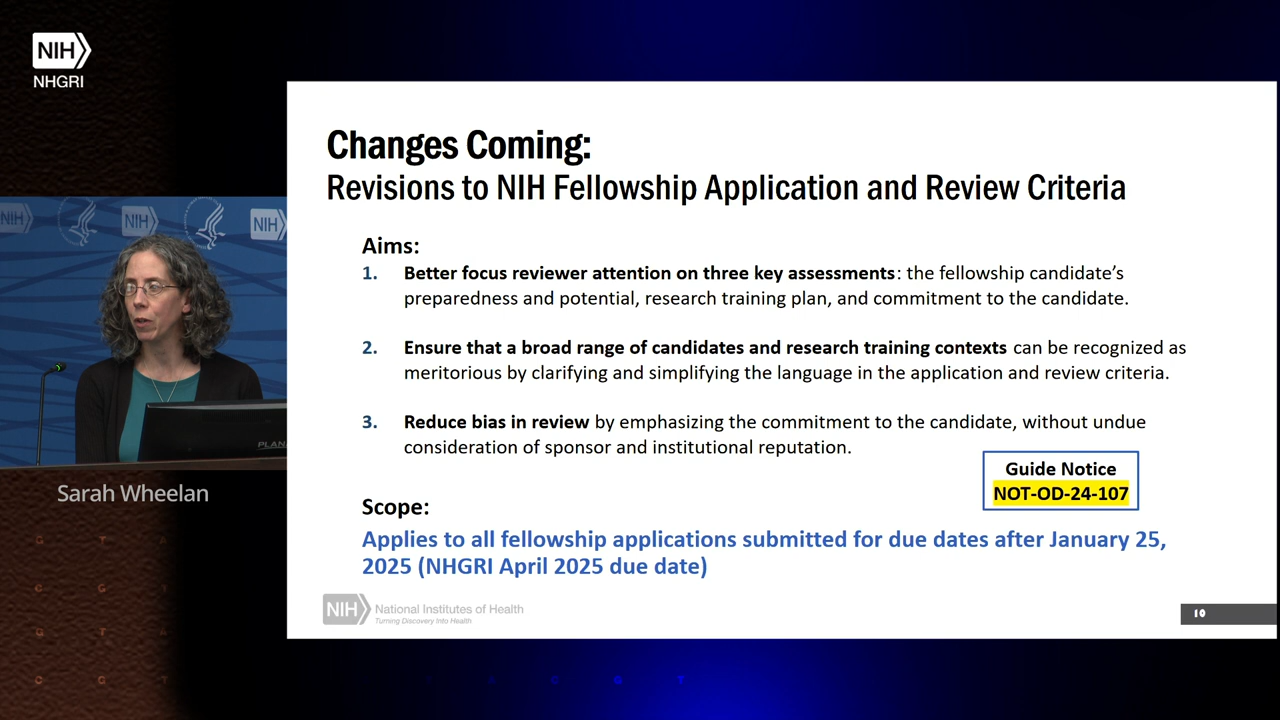 NIH
NHGRI
Changes Coming:
Revisions to NIH Fellowship Application and Review Criteria
Aims:
1. Better focus reviewer attention on three key assessments: the fellowship candidate's
preparedness and potential, research training plan, and commitment to the candidate.
2. Ensure that a broad range of candidates and research training contexts can be recognized as
meritorious by clarifying and simplifying the language in the application and review criteria.
3. Reduce bias in review by emphasizing the commitment to the candidate, without undue
consideration of sponsor and institutional reputation.
Guide Notice
NOT-OD-24-107
Scope:
Applies to all fellowship applications submitted for due dates after January 25,
2025 (NHGRI April 2025 due date)
NIH National Institutes of Health
Turning Discovery Into Health
10
NIH NIH NIH
PLAN
Sarah Wheelan